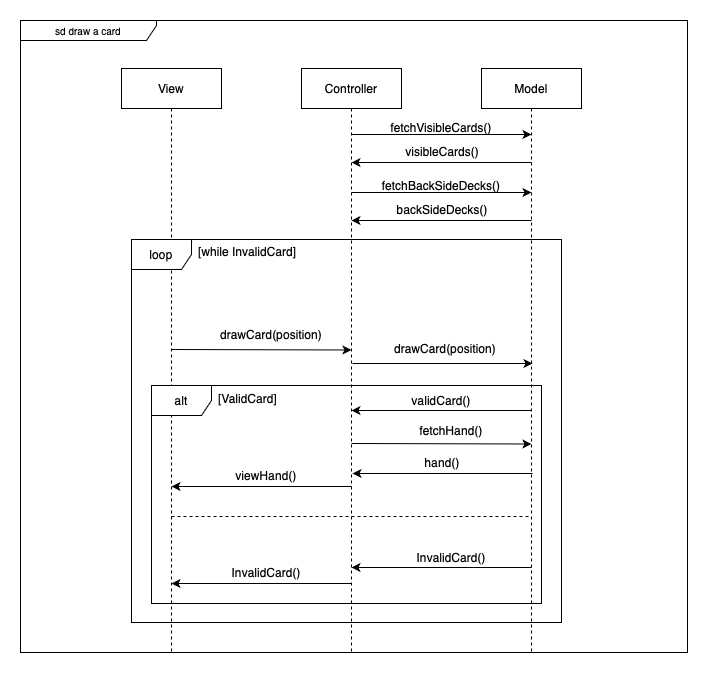 sd draw a card
View
Controller
Model
fetchVisibleCards()
visibleCards()
fetchBackSideDecks()
backSideDecks()
loop
[while InvalidCard]
drawCard(position)
drawCard(position)
alt
[ValidCard]
validCard()
fetchHand()
hand()
viewHand()
InvalidCard()
InvalidCard()